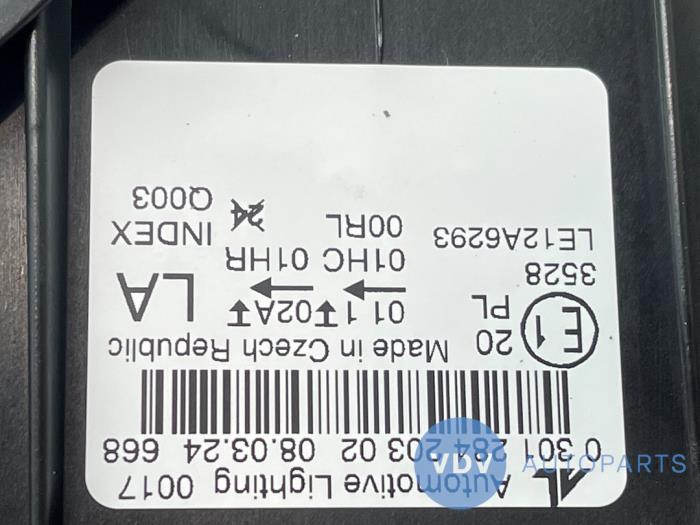 AL Automotive Lighting 0017
0 301 284 203 02 08.03.24 668
Made in Czech Republic
E1 20 PL 01 1 02A LA
3528 01HC 01HR
LE12A6293 00RL 24 INDEX Q003
VDV AUTOPARTS